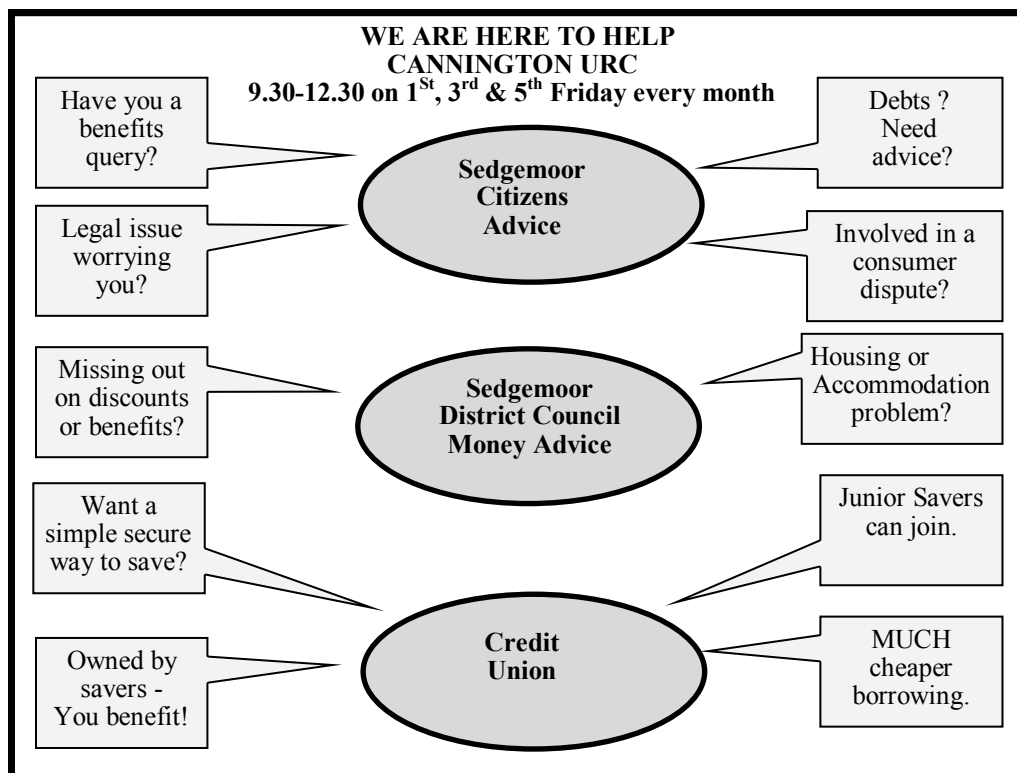 WE ARE HERE TO HELP
CANNINGTON URC
9.30-12.30 on 1St, 3rd & 5th Friday every month
Have you a
benefits
query?
Debts ?
Need
advice?
Sedgemoor
Citizens
Advice
Legal issue
worrying
you?
Involved in a
consumer
dispute?
Missing out
on discounts
or benefits?
Sedgemoor
District Council
Money Advice
Housing or
Accommodation
problem?
Want a
simple secure
way to save?
Junior Savers
can join.
Credit
Union
Owned by
savers -
You benefit!
MUCH
cheaper
borrowing.